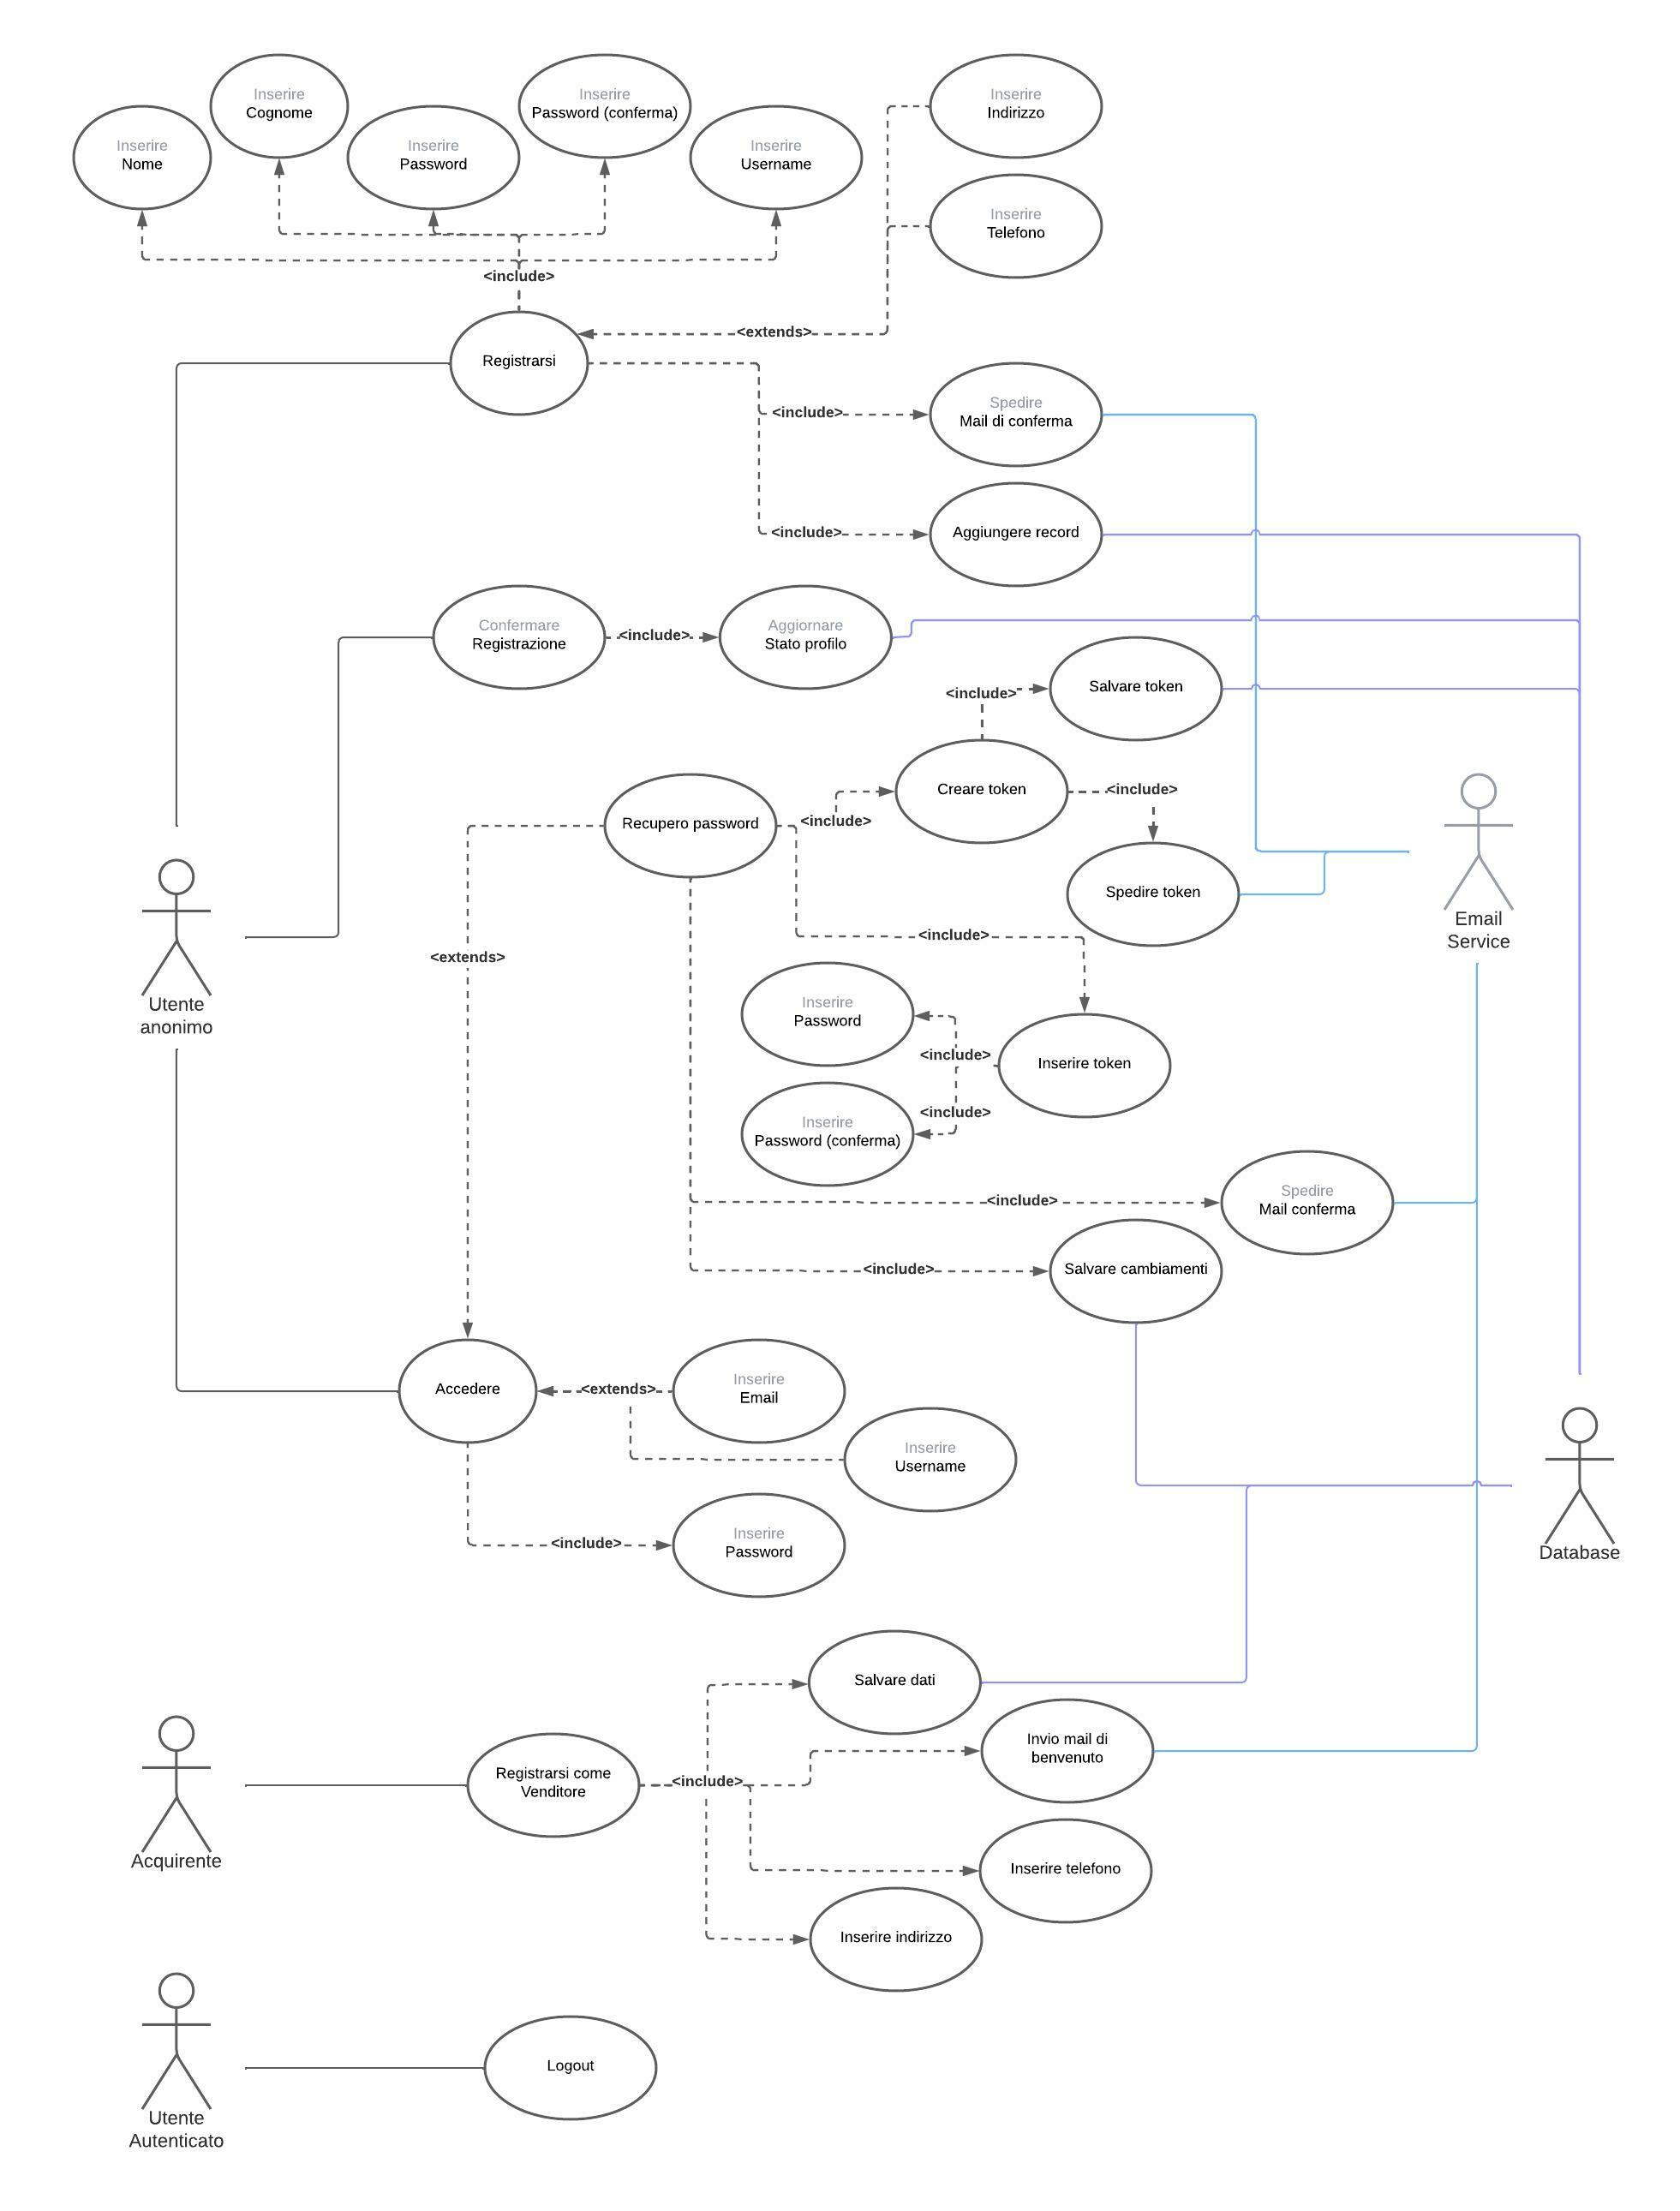 Inserire
Cognome
Inserire
Password (conferma)
Inserire
Indirizzo
Inserire
Nome
Inserire
Password
Inserire
Username
Inserire
Telefono
<include>
<extends>
Registrarsi
Spedire
Mail di conferma
<include>
Aggiungere record
<include>
Confermare
Registrazione
<include>
Aggiornare
Stato profilo
Salvare token
<include>
Creare token
<include>
Recupero password
<include>
Spedire token
Email
Service
<include>
<extends>
Utente
anonimo
Inserire
Password
<include>
Inserire token
<include>
Inserire
Password (conferma)
Spedire
Mail conferma
<include>
Salvare cambiamenti
<include>
Accedere
<extends>
Inserire
Email
Inserire
Username
<include>
Inserire
Password
Database
Salvare dati
Invio mail di
benvenuto
Registrarsi come
Venditore
<include>
Acquirente
Inserire telefono
Inserire indirizzo
Logout
Utente
Autenticato